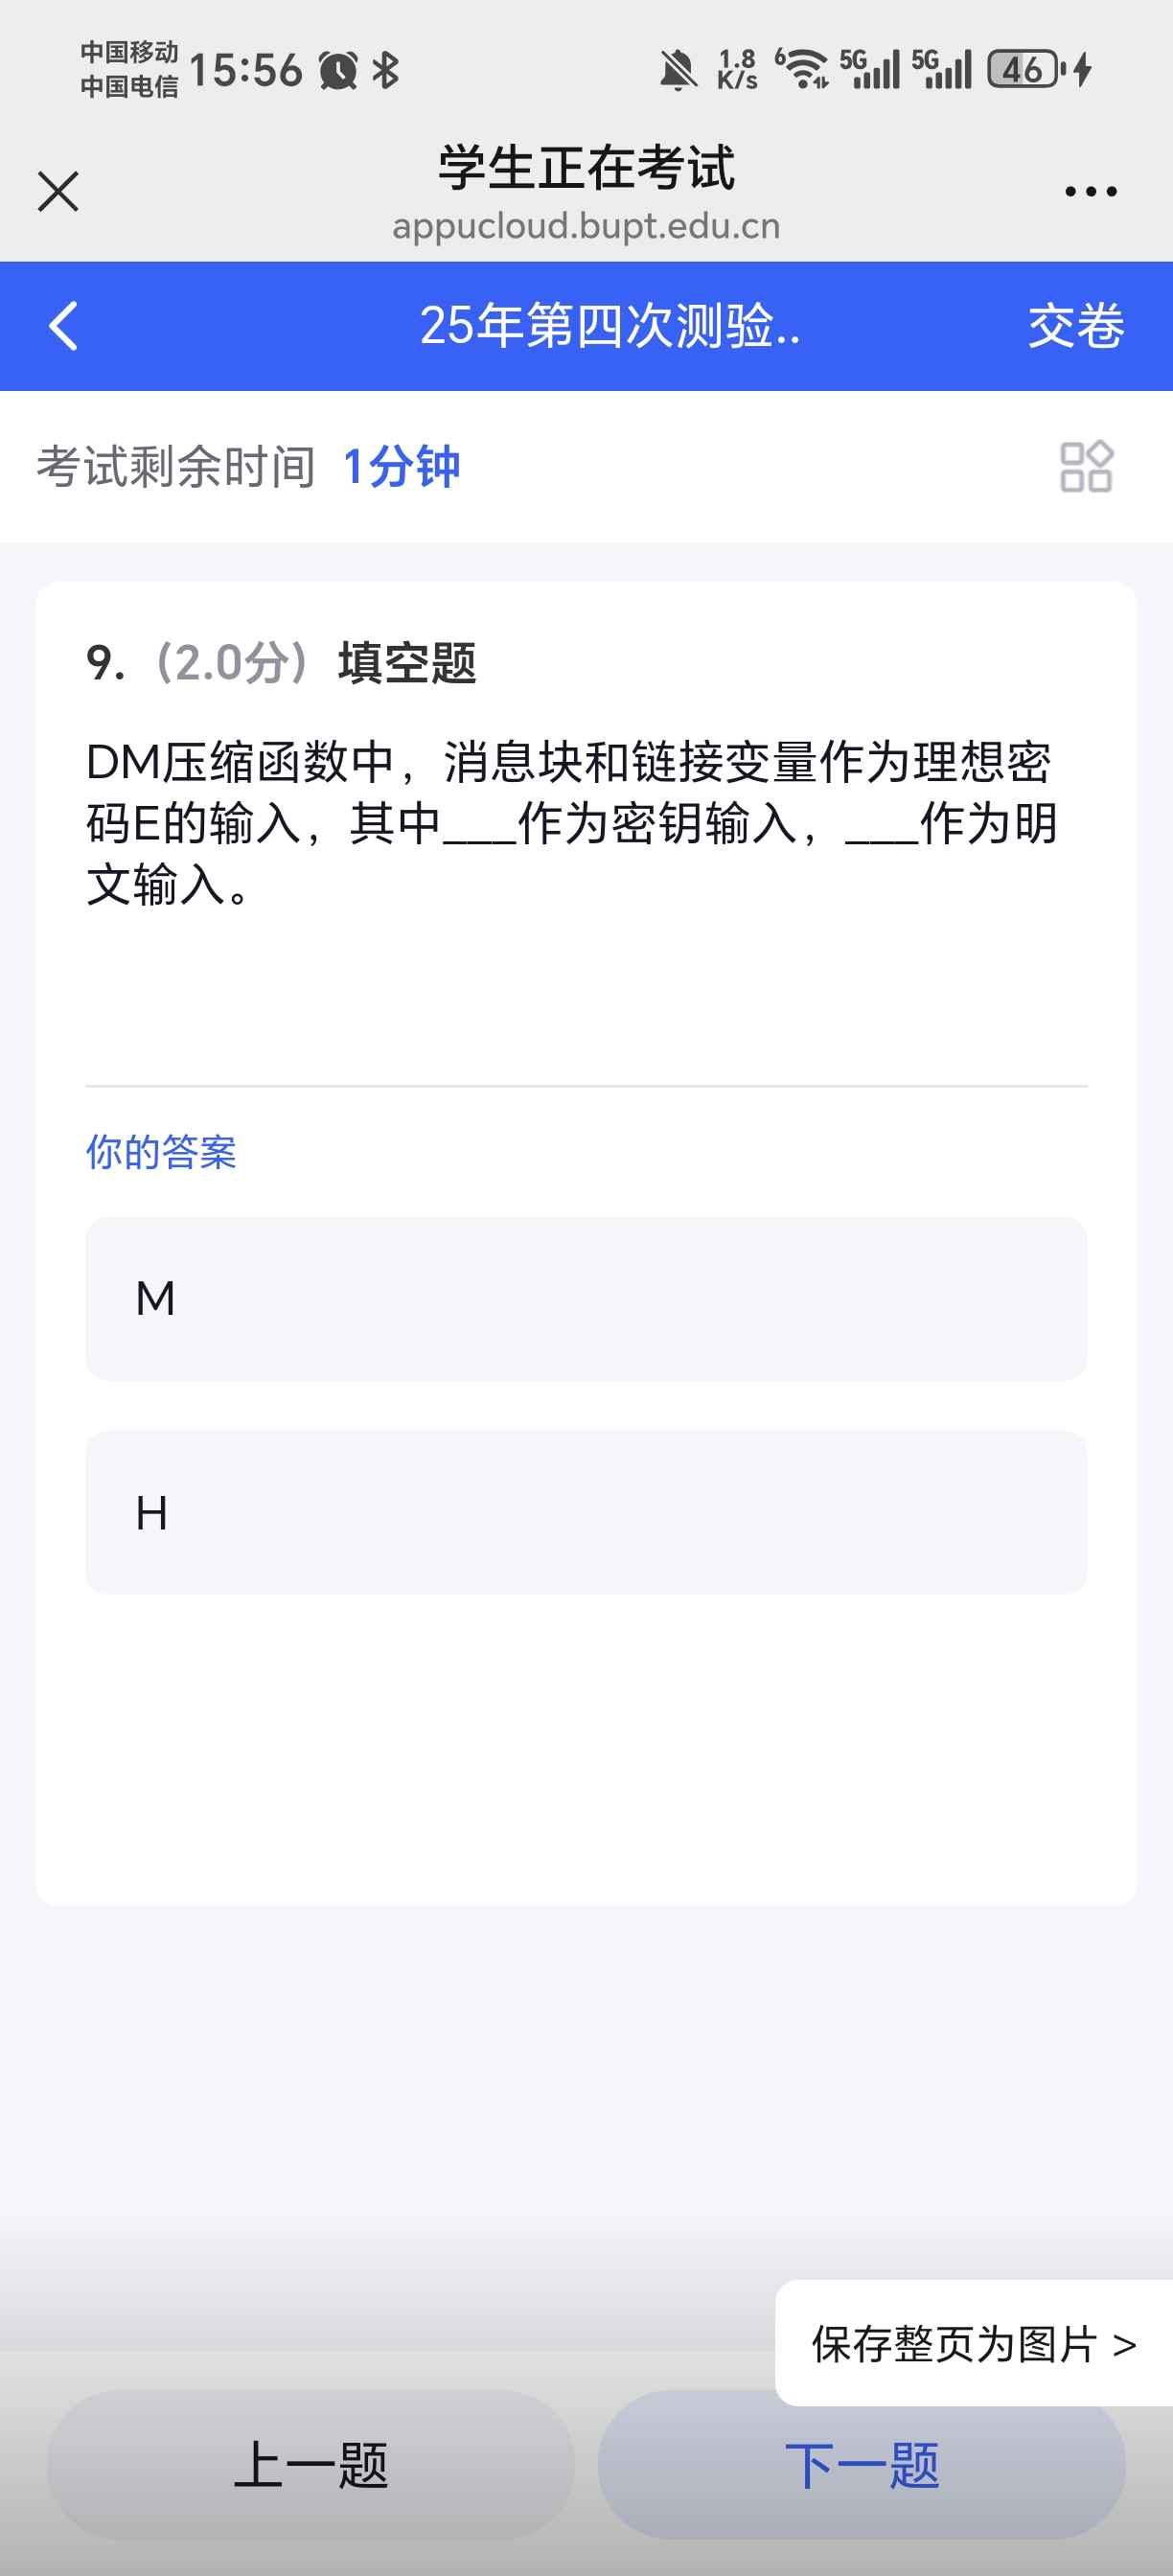 中国移动
中国电信
15:56
1.8
K/s
6
5G
5G
46
学生正在考试
appucloud.bupt.edu.cn
25年第四次测验..
交卷
考试剩余时间 1分钟
9. (2.0分) 填空题
DM压缩函数中，消息块和链接变量作为理想密
码E的输入，其中___作为密钥输入，___作为明
文输入。
你的答案
M
H
保存整页为图片 >
上一题
下一题